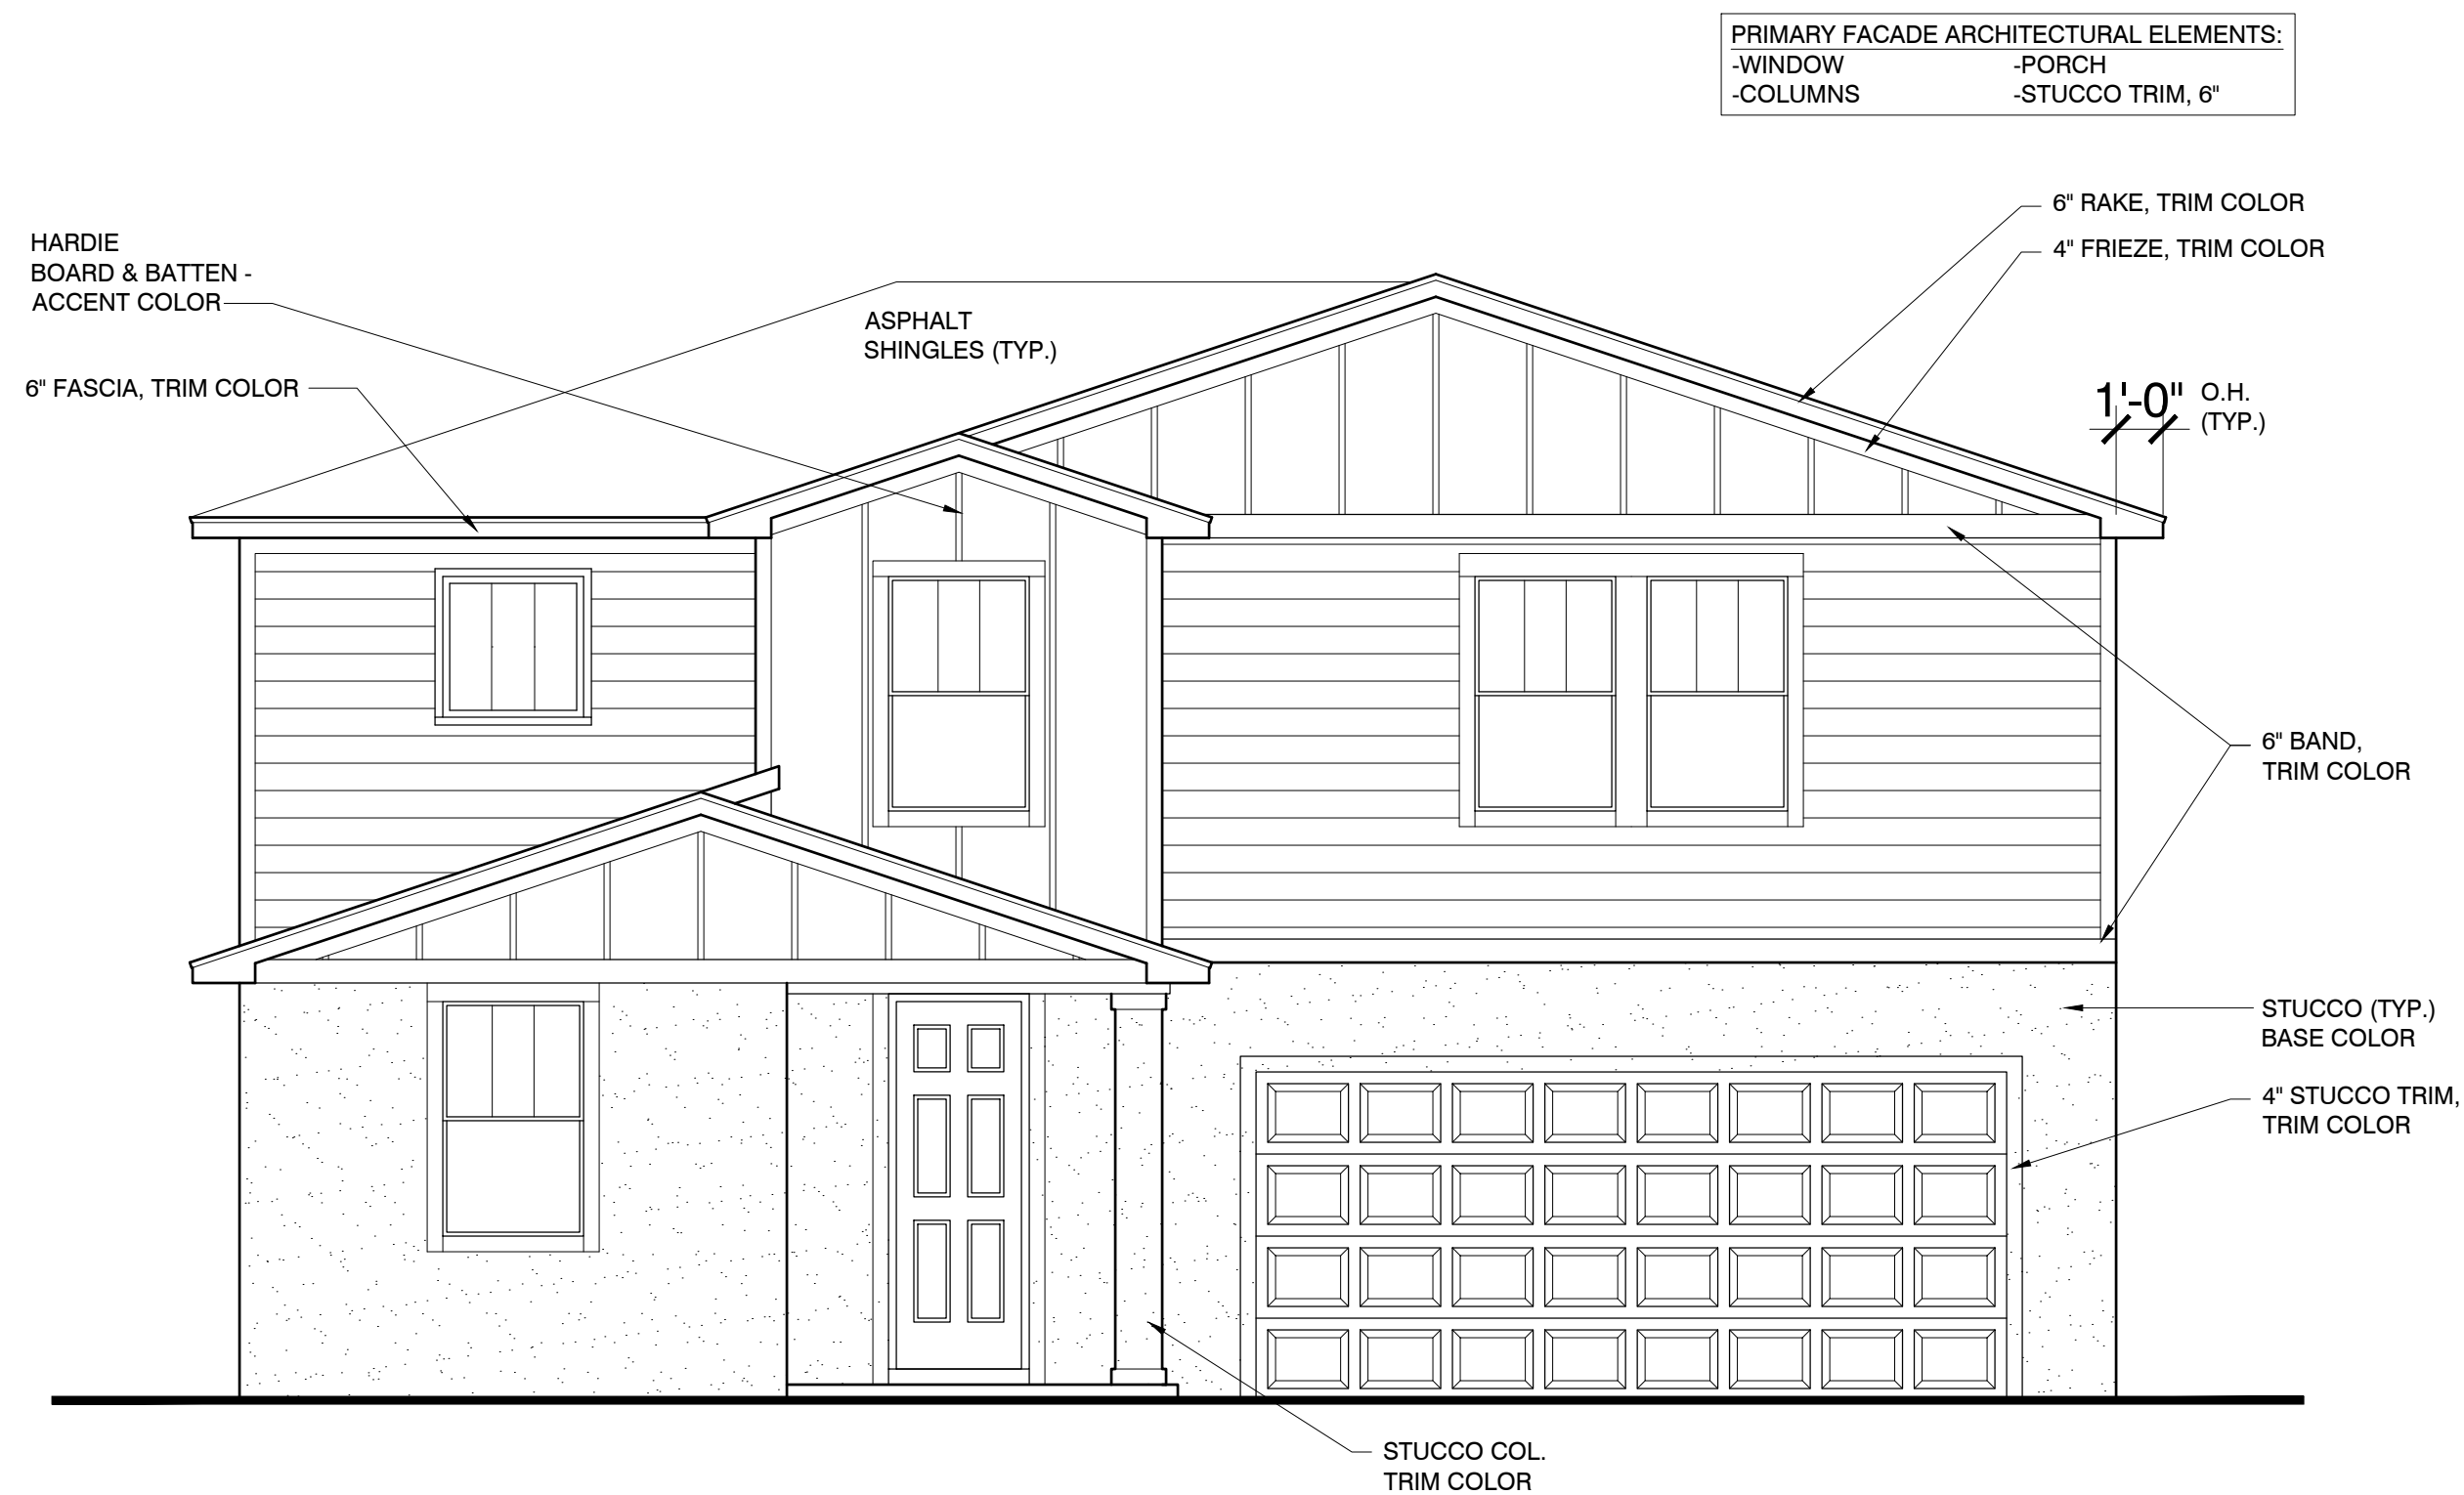 PRIMARY FACADE ARCHITECTURAL ELEMENTS:
-WINDOW -PORCH
-COLUMNS -STUCCO TRIM, 6"
6" RAKE, TRIM COLOR
4" FRIEZE, TRIM COLOR
HARDIE
BOARD & BATTEN -
ACCENT COLOR
ASPHALT
SHINGLES (TYP.)
6" FASCIA, TRIM COLOR
1'-0" O.H.
(TYP.)
6" BAND,
TRIM COLOR
STUCCO (TYP.)
BASE COLOR
4" STUCCO TRIM,
TRIM COLOR
STUCCO COL.
TRIM COLOR